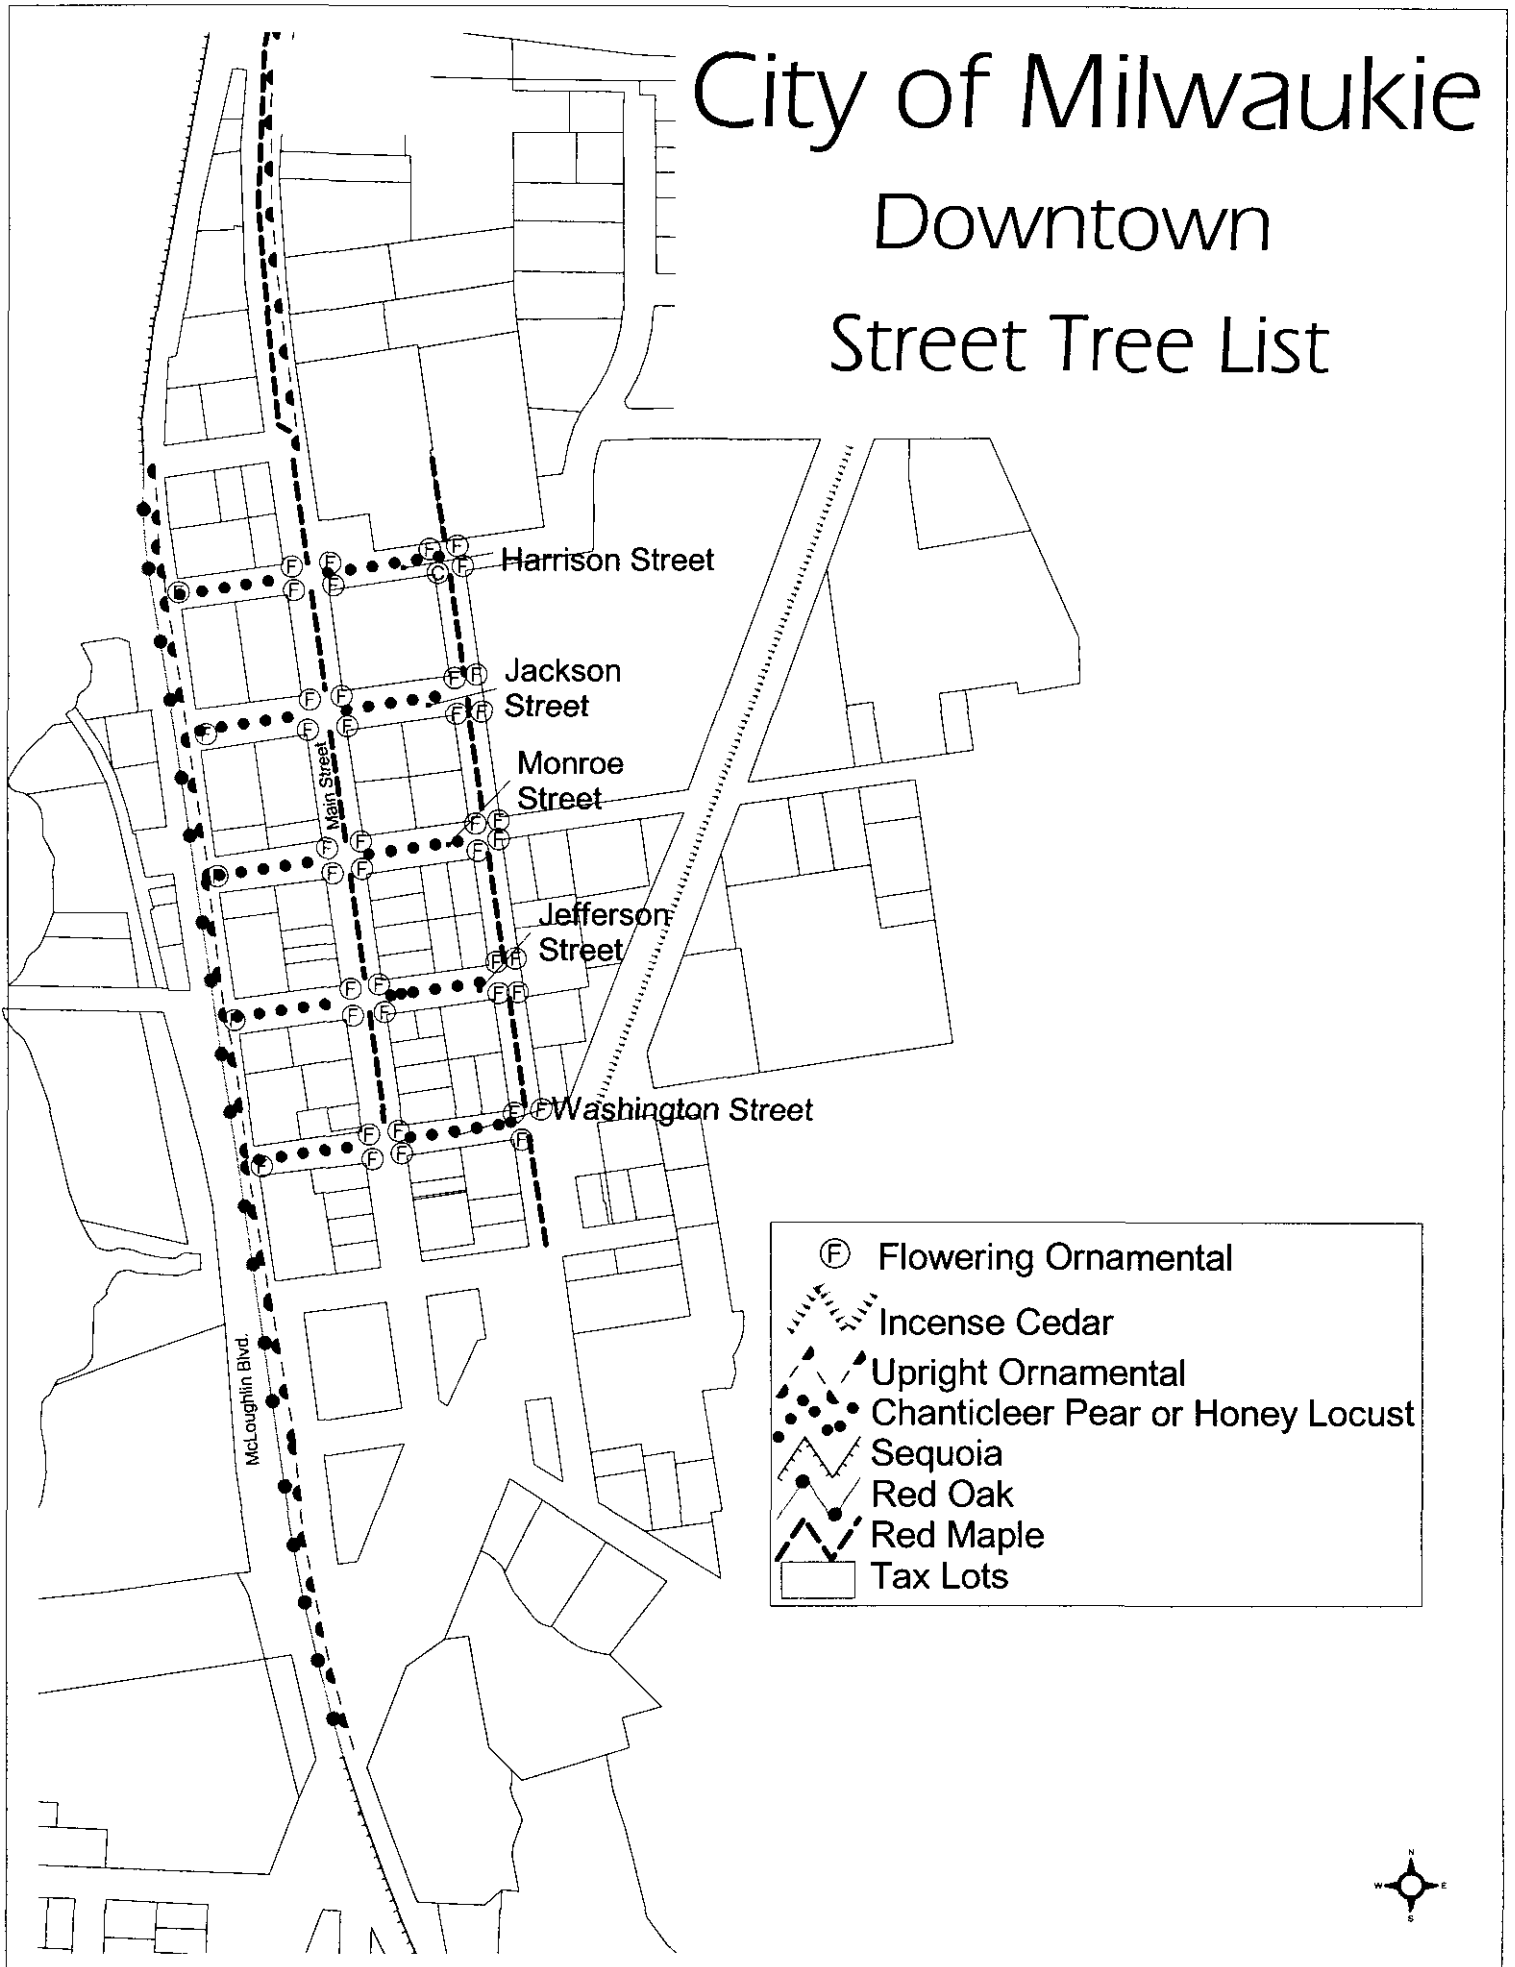 City of Milwaukie
Downtown
Street Tree List
Harrison Street
Jackson
Street
Main Street
Monroe
Street
Jefferson
Street
Washington Street
McLoughlin Blvd.
F Flowering Ornamental
Incense Cedar
Upright Ornamental
Chanticleer Pear or Honey Locust
Sequoia
Red Oak
Red Maple
Tax Lots
N
W E
S